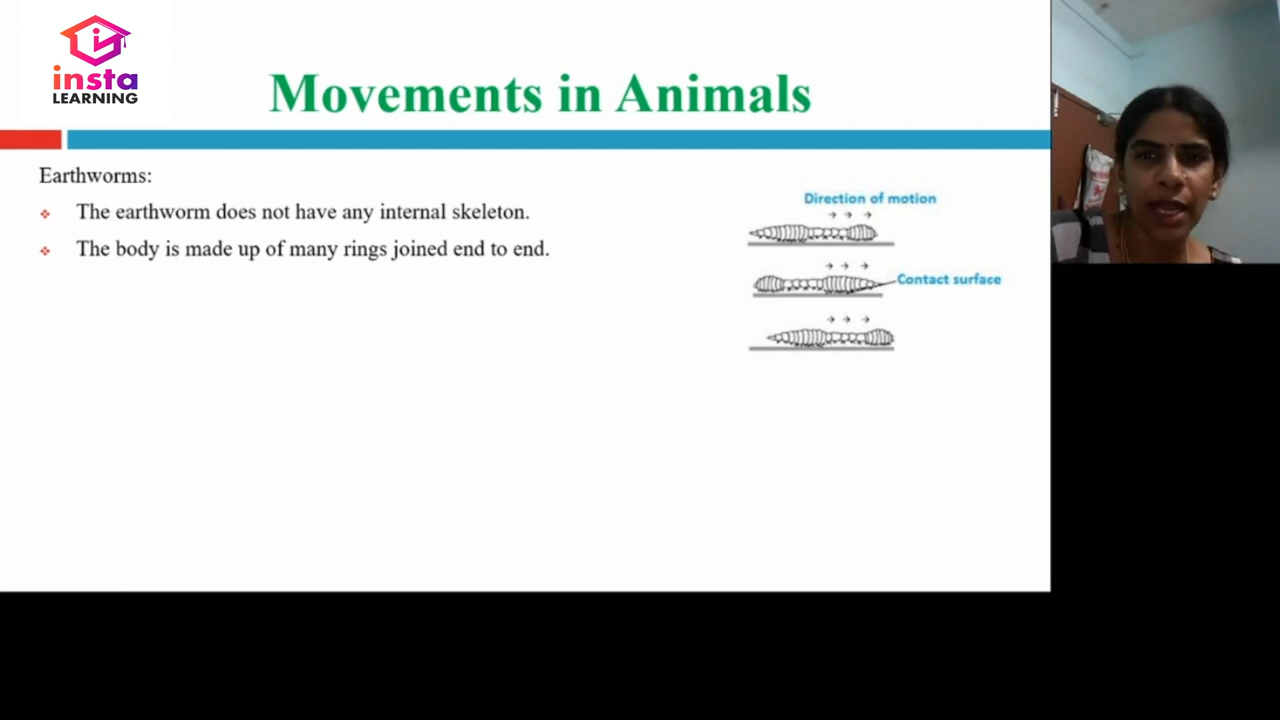 insta
LEARNING
Movements in Animals
Earthworms:
The earthworm does not have any internal skeleton.
The body is made up of many rings joined end to end.
Direction of motion
Contact surface